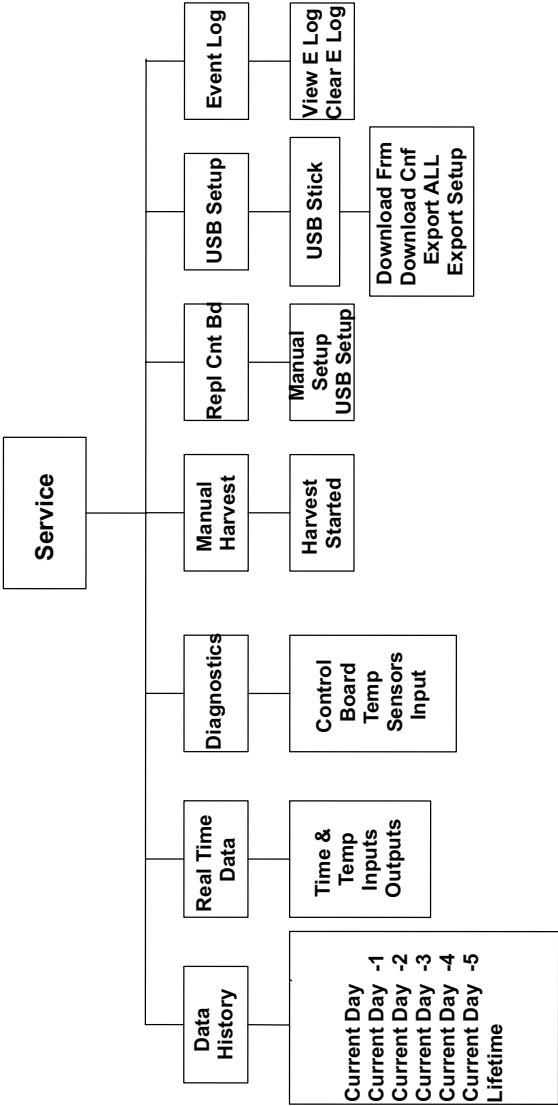 Service
Data
History
Real Time
Data
Diagnostics
Manual
Harvest
Repl Cnt Bd
USB Setup
Event Log
Current Day
Current Day -1
Current Day -2
Current Day -3
Current Day -4
Current Day -5
Lifetime
Time &
Temp
Inputs
Outputs
Control
Board
Temp
Sensors
Input
Harvest
Started
Manual
Setup
USB Setup
USB Stick
View E Log
Clear E Log
Download Frm
Download Cnf
Export ALL
Export Setup